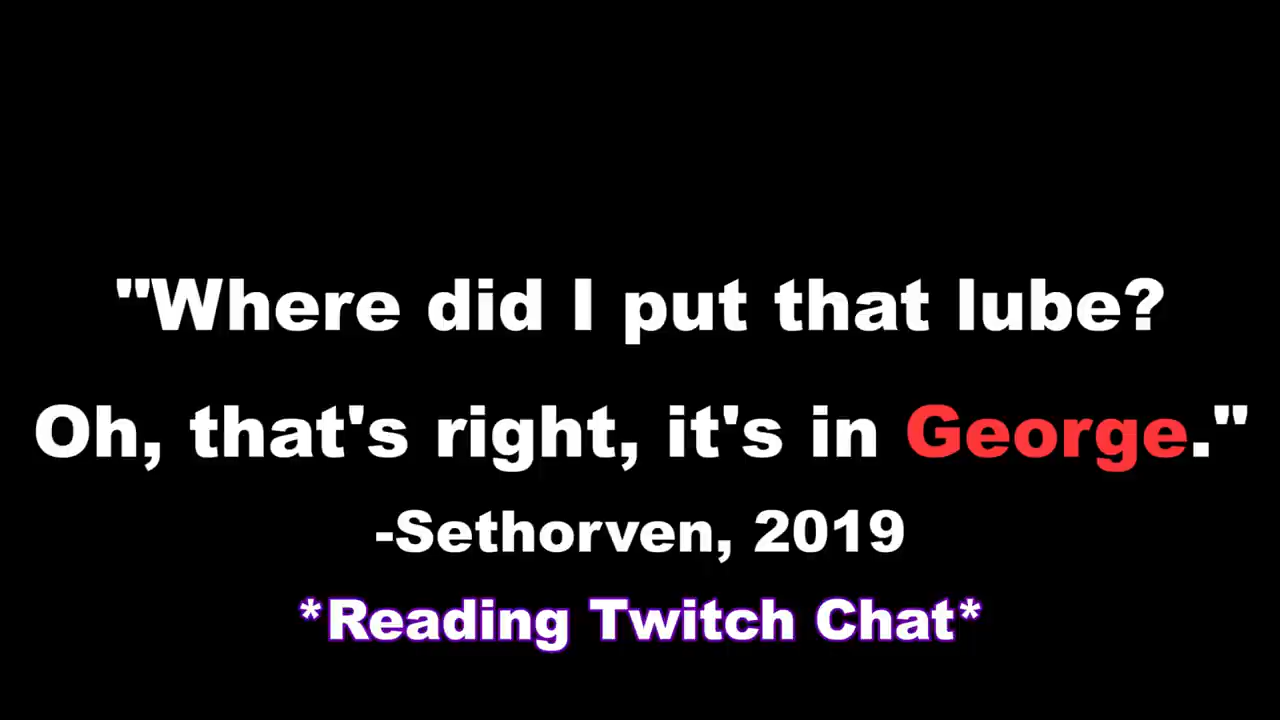 "Where did I put that lube?
Oh, that's right, it's in George."
-Sethorven, 2019
*Reading Twitch Chat*